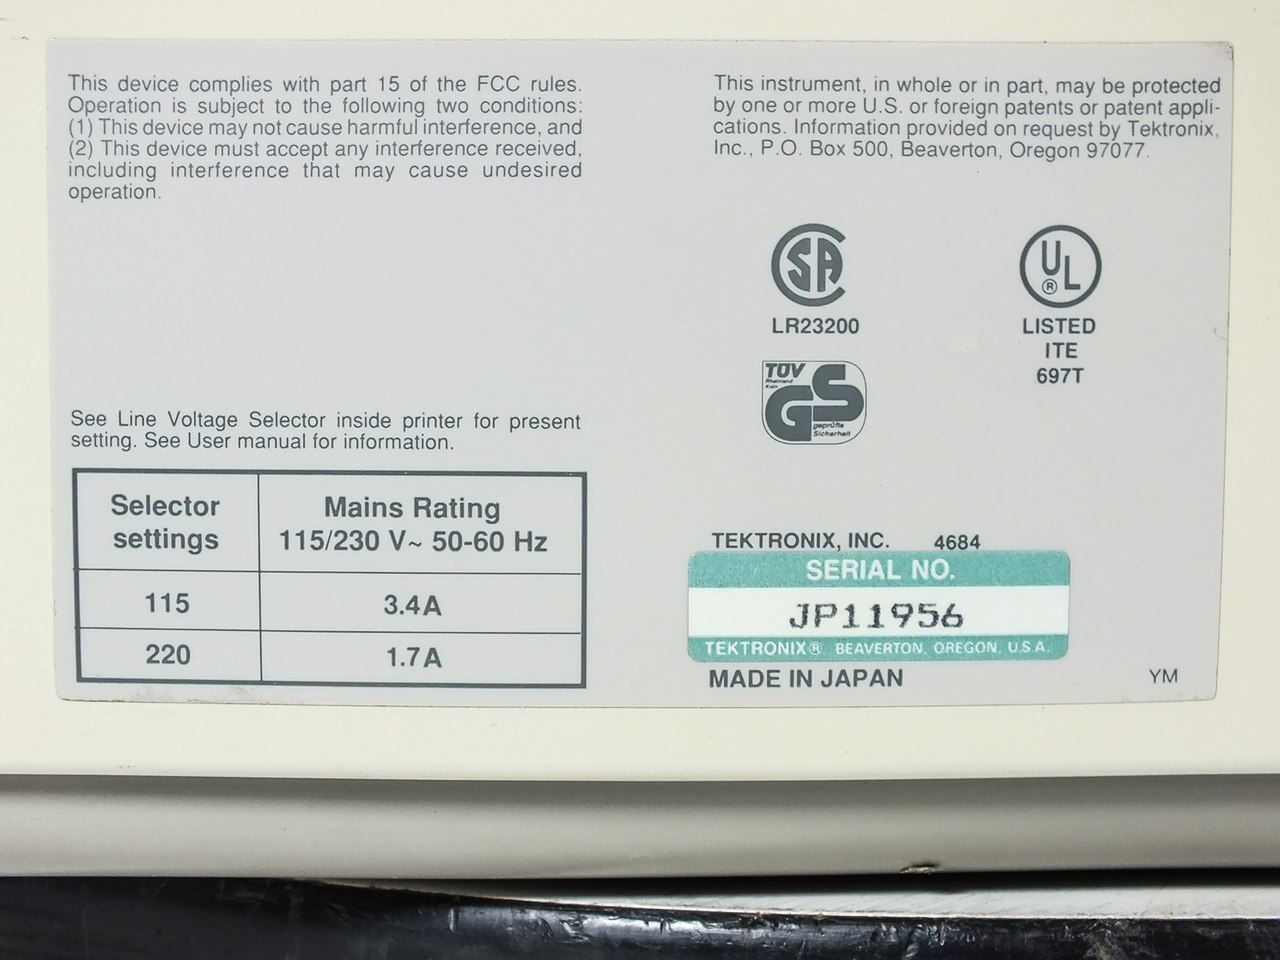 This device complies with part 15 of the FCC rules.
Operation is subject to the following two conditions:
(1) This device may not cause harmful interference, and
(2) This device must accept any interference received,
including interference that may cause undesired
operation.
See Line Voltage Selector inside printer for present
setting. See User manual for information.
Selector settings Mains Rating 115/230 V~ 50-60 Hz
115 3.4A
220 1.7A
This instrument, in whole or in part, may be protected
by one or more U.S. or foreign patents or patent appli-
cations. Information provided on request by Tektronix,
Inc., P.O. Box 500, Beaverton, Oregon 97077.
SA
LR23200
UL
®
LISTED
ITE
697T
TÜV
Rheinland
Köln
GS
geprüfte
Sicherheit
TEKTRONIX, INC. 4684
SERIAL NO.
JP11956
TEKTRONIX® BEAVERTON, OREGON, U.S.A.
MADE IN JAPAN
YM